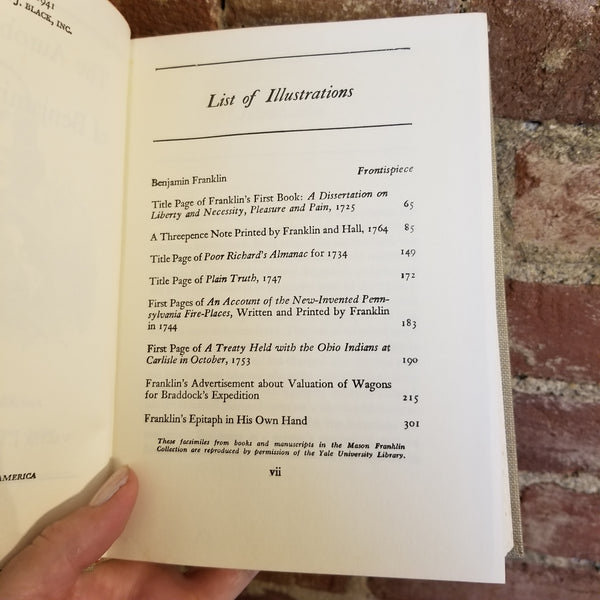 1941
J. BLACK, INC.
AMERICA
List of Illustrations
Benjamin Franklin Frontispiece
Title Page of Franklin's First Book: A Dissertation on
Liberty and Necessity, Pleasure and Pain, 1725 65
A Threepence Note Printed by Franklin and Hall, 1764 85
Title Page of Poor Richard's Almanac for 1734 149
Title Page of Plain Truth, 1747 172
First Pages of An Account of the New-Invented Penn-
sylvania Fire-Places, Written and Printed by Franklin
in 1744 183
First Page of A Treaty Held with the Ohio Indians at
Carlisle in October, 1753 190
Franklin's Advertisement about Valuation of Wagons
for Braddock's Expedition 215
Franklin's Epitaph in His Own Hand 301
These facsimiles from books and manuscripts in the Mason Franklin
Collection are reproduced by permission of the Yale University Library.
vii